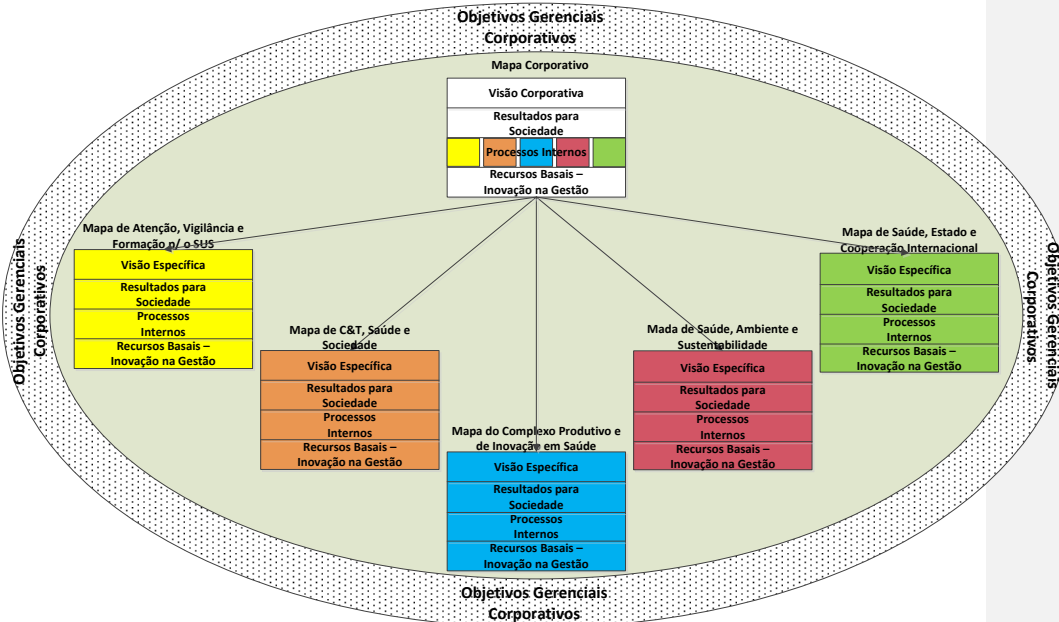 Objetivos Gerenciais
Corporativos
Mapa Corporativo
Visão Corporativa
Resultados para
Sociedade
Processos Internos
Recursos Basais –
Inovação na Gestão
Objetivos Gerenciais
Corporativos
Mapa de Atenção, Vigilância e
Formação p/ o SUS
Visão Específica
Resultados para
Sociedade
Processos
Internos
Recursos Basais –
Inovação na Gestão
Mapa de C&T, Saúde e
Sociedade
Visão Específica
Resultados para
Sociedade
Processos
Internos
Recursos Basais –
Inovação na Gestão
Mapa do Complexo Produtivo e
de Inovação em Saúde
Visão Específica
Resultados para
Sociedade
Processos
Internos
Recursos Basais –
Inovação na Gestão
Mada de Saúde, Ambiente e
Sustentabilidade
Visão Específica
Resultados para
Sociedade
Processos
Internos
Recursos Basais –
Inovação na Gestão
Mapa de Saúde, Estado e
Cooperação Internacional
Visão Específica
Resultados para
Sociedade
Processos
Internos
Recursos Basais –
Inovação na Gestão
Objetivos Gerenciais
Corporativos
Objetivos Gerenciais
Corporativos